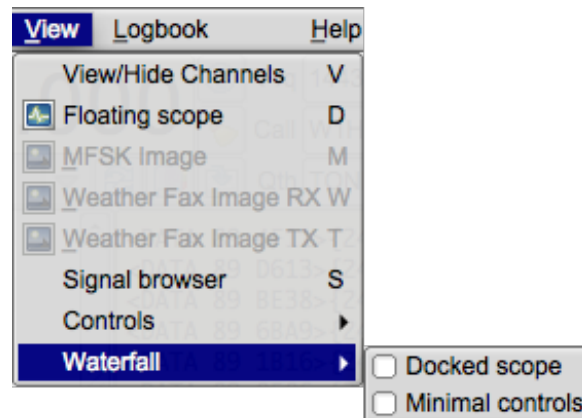 View Logbook Help
View/Hide Channels V
Floating scope D
MFSK Image M
Weather Fax Image RX W
Weather Fax Image TX T
Signal browser S
Controls
Waterfall
Docked scope
Minimal controls